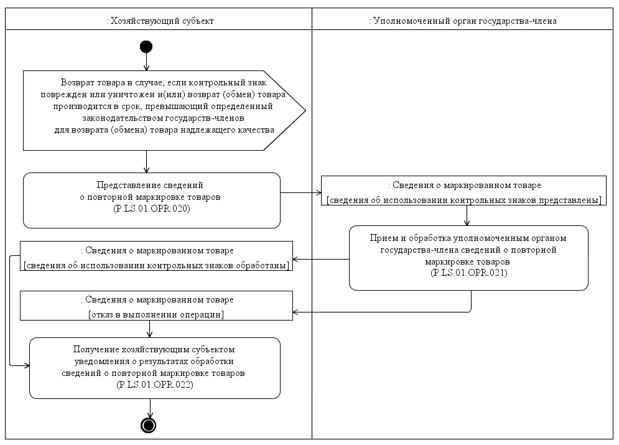 : Хозяйствующий субъект
: Уполномоченный орган государства-члена
Возврат товара в случае, если контрольный знак
поврежден или уничтожен и(или) возврат (обмен) товара
производится в срок, превышающий определенный
законодательством государств-членов
для возврата (обмена) товара надлежащего качества
Представление сведений
о повторной маркировке товаров
(P.LS.01.OPR.020)
: Сведения о маркированном товаре
[сведения об использовании контрольных знаков представлены]
Прием и обработка уполномоченным органом
государства-члена сведений о повторной
маркировке товаров
(P.LS.01.OPR.021)
: Сведения о маркированном товаре
[сведения об использовании контрольных знаков обработаны]
: Сведения о маркированном товаре
[отказ в выполнении операции]
Получение хозяйствующим субъектом
уведомления о результатах обработки
сведений о повторной маркировке товаров
(P.LS.01.OPR.022)